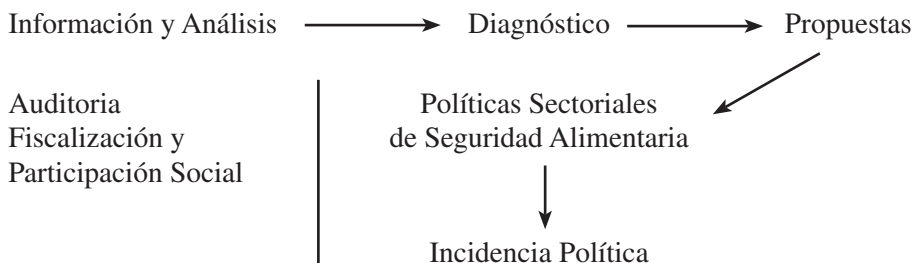 Información y Análisis Diagnóstico Propuestas
Auditoria
Fiscalización y
Participación Social
Políticas Sectoriales
de Seguridad Alimentaria
Incidencia Política